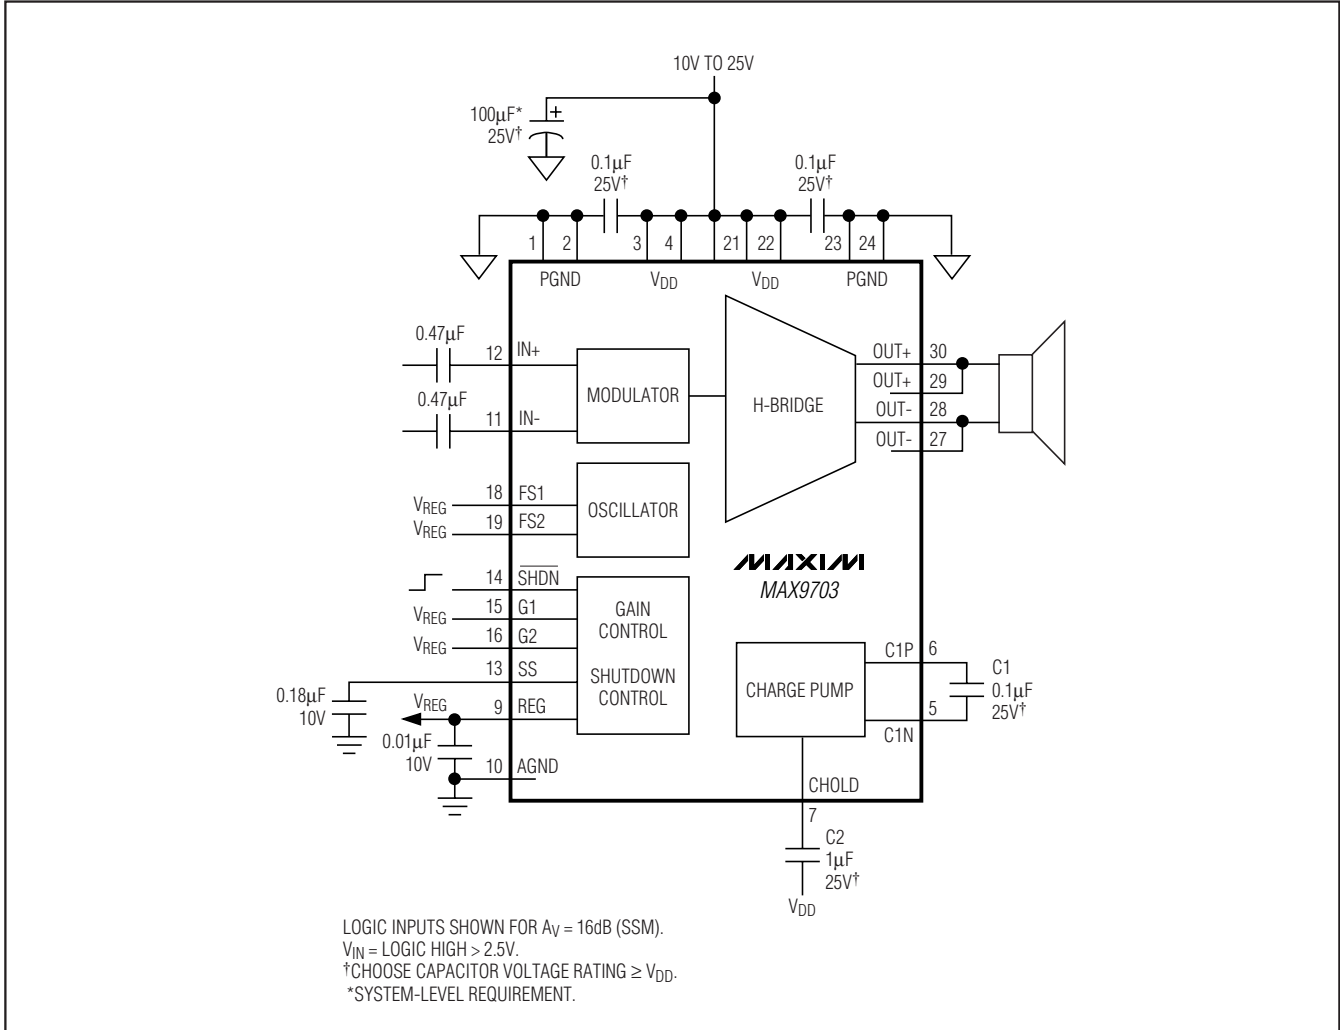 10V TO 25V
100µF*
25V†
+
0.1µF
25V†
0.1µF
25V†
1
2
3
4
21
22
23
24
PGND
VDD
VDD
PGND
0.47µF
12
IN+
0.47µF
11
IN-
MODULATOR
H-BRIDGE
OUT+
30
OUT+
29
OUT-
28
OUT-
27
VREG
18
FS1
VREG
19
FS2
OSCILLATOR
MAXIM
MAX9703
14
SHDN
VREG
15
G1
VREG
16
G2
13
SS
GAIN
CONTROL
SHUTDOWN
CONTROL
0.18µF
10V
VREG
9
REG
0.01µF
10V
10
AGND
CHARGE PUMP
C1P
6
C1
0.1µF
25V†
5
C1N
CHOLD
7
C2
1µF
25V†
VDD
LOGIC INPUTS SHOWN FOR AV = 16dB (SSM).
VIN = LOGIC HIGH > 2.5V.
†CHOOSE CAPACITOR VOLTAGE RATING ≥ VDD.
*SYSTEM-LEVEL REQUIREMENT.